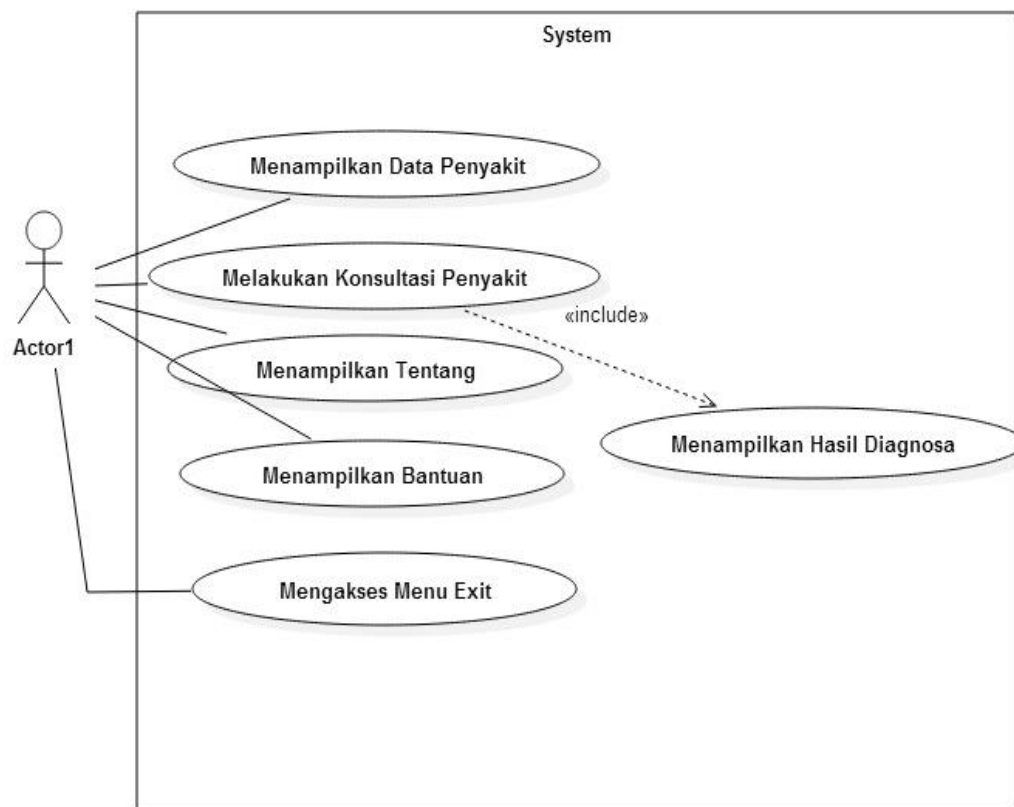 System
Menampilkan Data Penyakit
Melakukan Konsultasi Penyakit
«include»
Actor1
Menampilkan Tentang
Menampilkan Hasil Diagnosa
Menampilkan Bantuan
Mengakses Menu Exit